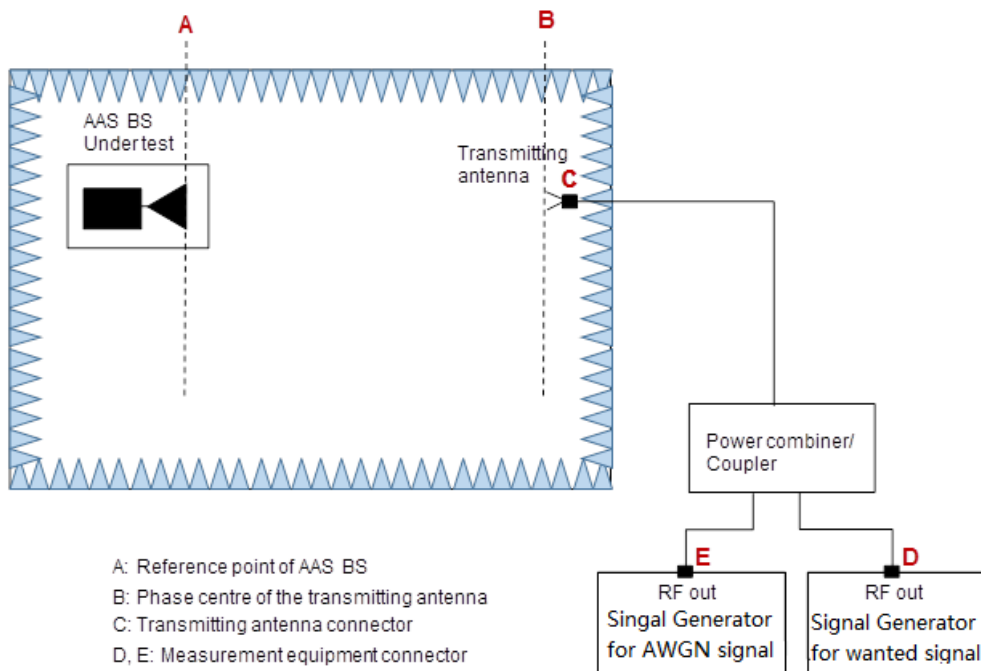 A
B
AAS BS
Under test
Transmitting
antenna
C
Power combiner/
Coupler
E
D
RF out
Singal Generator
for AWGN signal
RF out
Signal Generator
for wanted signal
A: Reference point of AAS BS
B: Phase centre of the transmitting antenna
C: Transmitting antenna connector
D, E: Measurement equipment connector